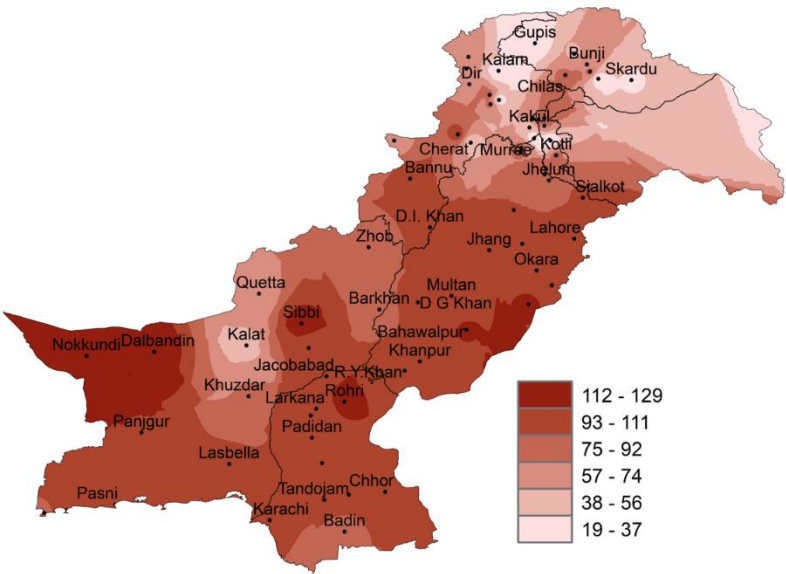 Gupis
Bunji
Kalam
Skardu
Dir
Chilas
Kakul
Cherat
Murree
Kotli
Bannu
Jhelum
Sialkot
D.I. Khan
Lahore
Zhob
Jhang
Okara
Quetta
Multan
Barkhan
D G Khan
Sibbi
Bahawalpur
Kalat
Nokkundi
Dalbandin
Khanpur
Jacobabad
R.Y.Khan
Khuzdar
Rohri
Larkana
Panjgur
Padidan
Lasbella
Pasni
Tandojam
Chhor
Karachi
Badin
112 - 129
93 - 111
75 - 92
57 - 74
38 - 56
19 - 37